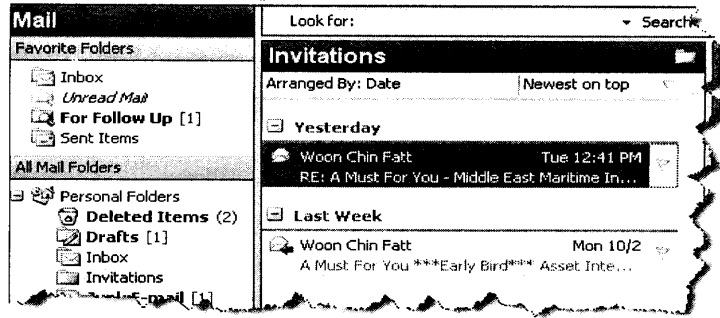 Mail
Favorite Folders
Inbox
Unread Mail
For Follow Up [1]
Sent Items
All Mail Folders
Personal Folders
Deleted Items (2)
Drafts [1]
Inbox
Invitations
Junk E-mail [1]
Look for:
Search
Invitations
Arranged By: Date
Newest on top
Yesterday
Woon Chin Fatt
Tue 12:41 PM
RE: A Must For You - Middle East Maritime In...
Last Week
Woon Chin Fatt
Mon 10/2
A Must For You ***Early Bird*** Asset Inte...